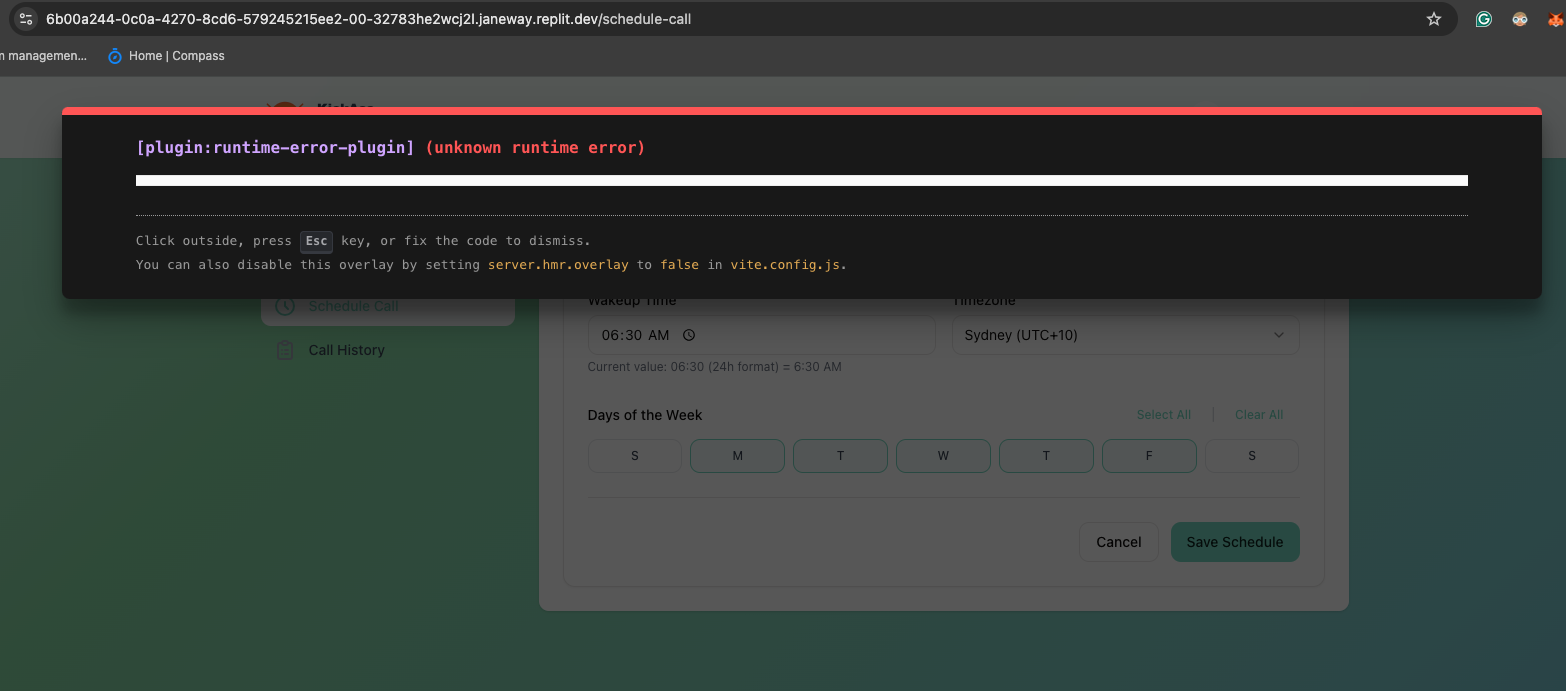 6b00a244-0c0a-4270-8cd6-579245215ee2-00-32783he2wcj2l.janeway.replit.dev/schedule-call
m managemen...
Home | Compass
[plugin:runtime-error-plugin] (unknown runtime error)
Click outside, press Esc key, or fix the code to dismiss.
You can also disable this overlay by setting server.hmr.overlay to false in vite.config.js.
Schedule Call
Call History
Wakeup Time
Timezone
06:30 AM
Sydney (UTC+10)
Current value: 06:30 (24h format) = 6:30 AM
Days of the Week
Select All | Clear All
S M T W T F S
Cancel
Save Schedule